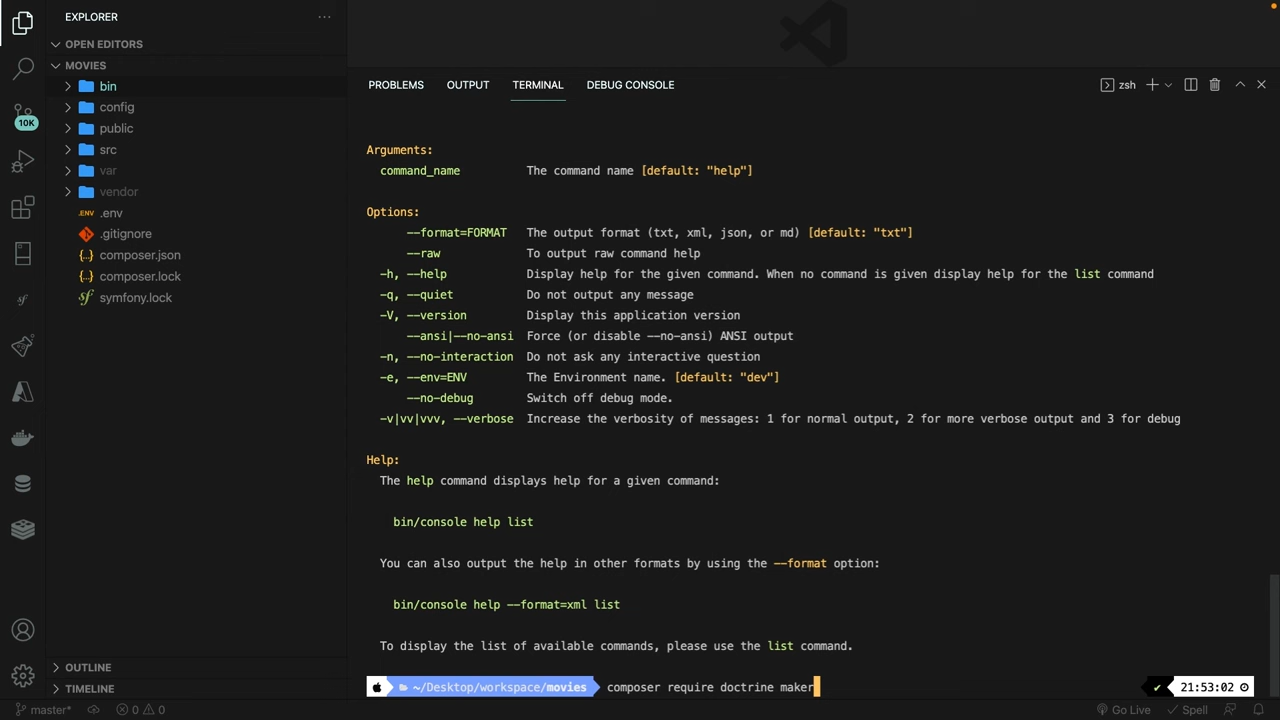 EXPLORER
OPEN EDITORS
MOVIES
bin
config
public
src
var
vendor
.ENV .env
.gitignore
{..} composer.json
{..} composer.lock
symfony.lock
OUTLINE
TIMELINE
10K
PROBLEMS OUTPUT TERMINAL DEBUG CONSOLE zsh
Arguments:
command_name The command name [default: "help"]
Options:
--format=FORMAT The output format (txt, xml, json, or md) [default: "txt"]
--raw To output raw command help
-h, --help Display help for the given command. When no command is given display help for the list command
-q, --quiet Do not output any message
-V, --version Display this application version
--ansi|--no-ansi Force (or disable --no-ansi) ANSI output
-n, --no-interaction Do not ask any interactive question
-e, --env=ENV The Environment name. [default: "dev"]
--no-debug Switch off debug mode.
-v|vv|vvv, --verbose Increase the verbosity of messages: 1 for normal output, 2 for more verbose output and 3 for debug
Help:
The help command displays help for a given command:
bin/console help list
You can also output the help in other formats by using the --format option:
bin/console help --format=xml list
To display the list of available commands, please use the list command.
~/Desktop/workspace/movies composer require doctrine maker 21:53:02
master* 0 0 Go Live Spell